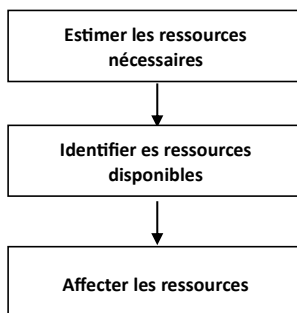 Estimer les ressources
nécessaires
Identifier es ressources
disponibles
Affecter les ressources